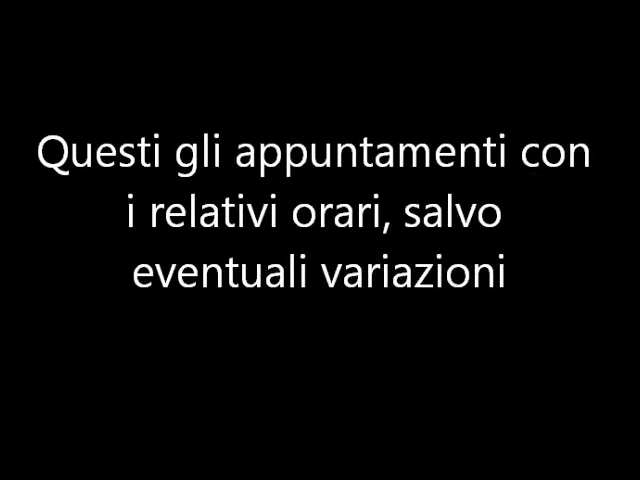 Questi gli appuntamenti con
i relativi orari, salvo
eventuali variazioni